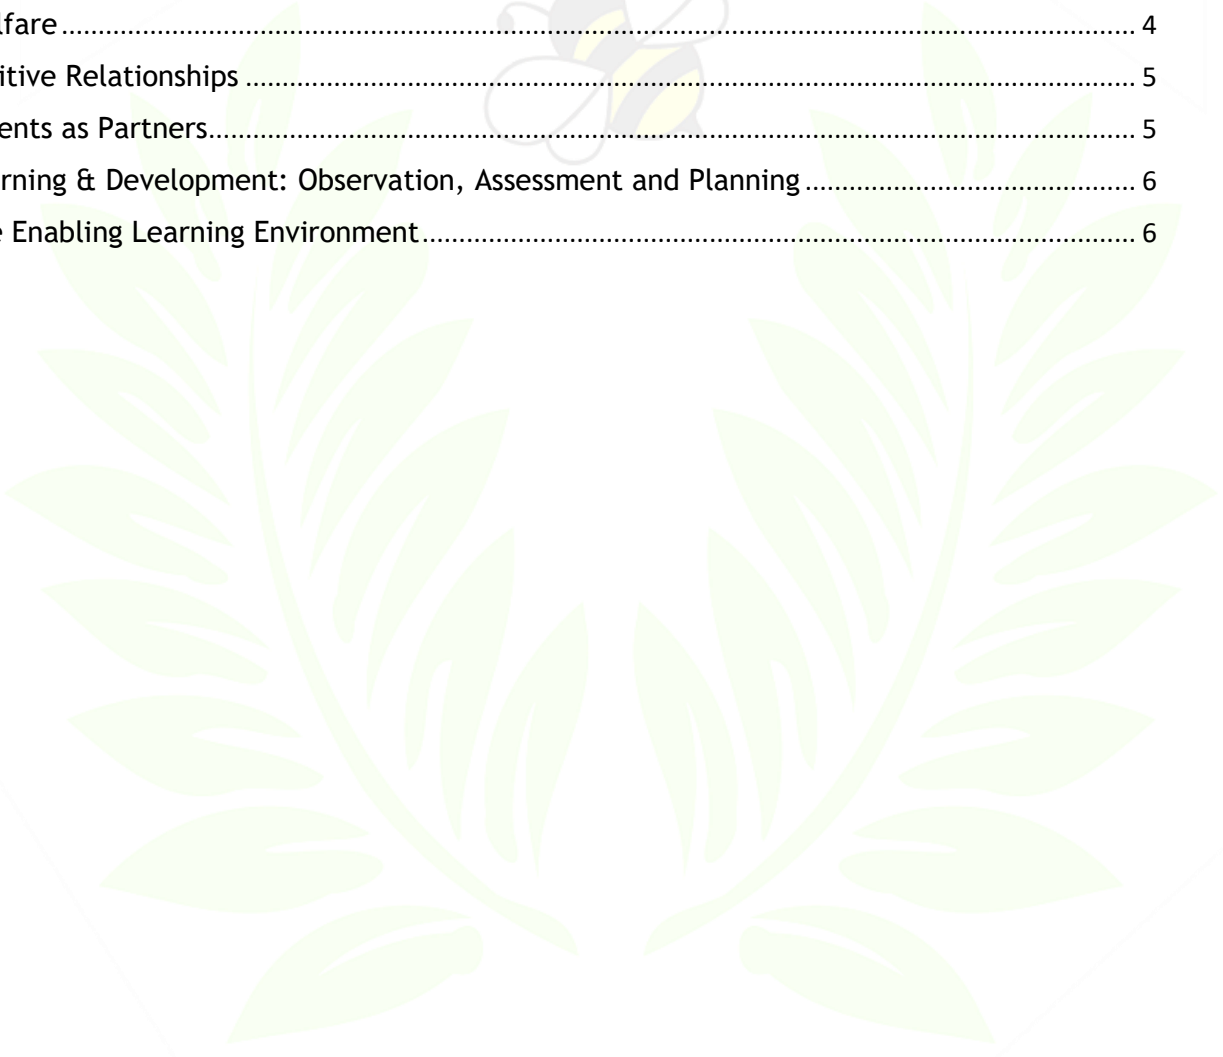 lfare ........ 4
itive Relationships ........ 5
ents as Partners ........ 5
rning & Development: Observation, Assessment and Planning ........ 6
e Enabling Learning Environment ........ 6